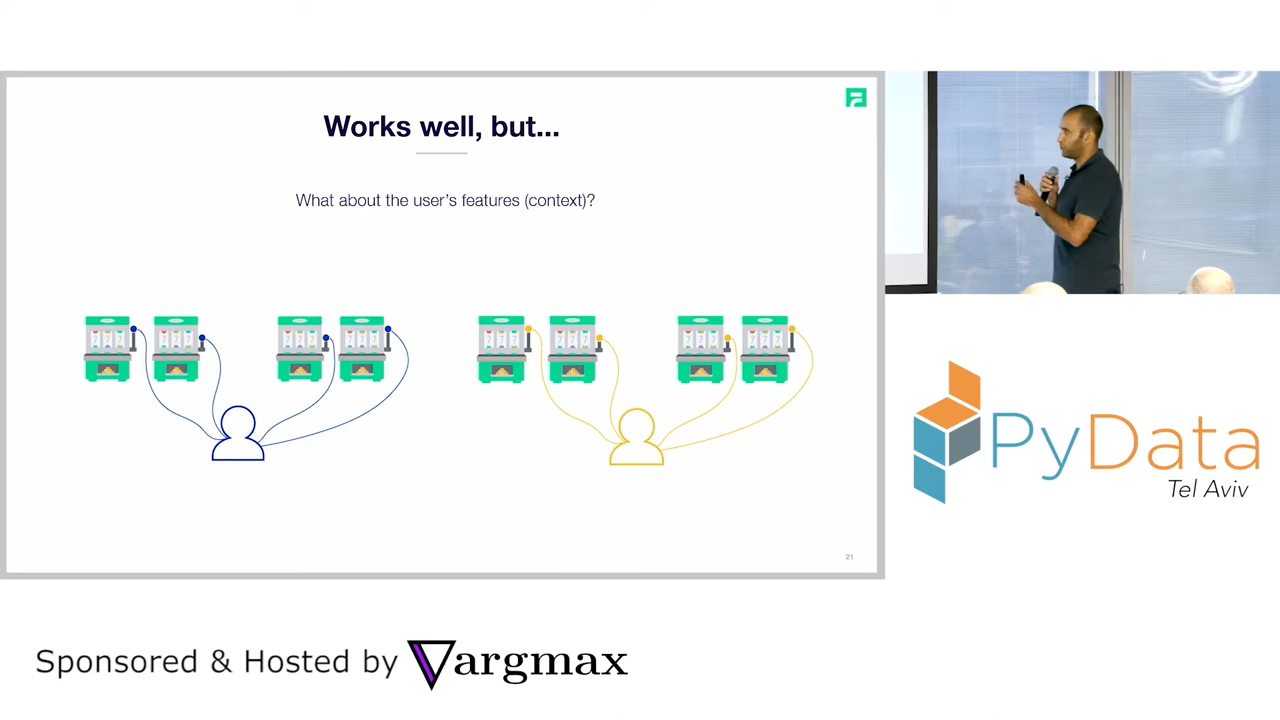 Works well, but...
What about the user's features (context)?
21
PyData
Tel Aviv
Sponsored & Hosted by argmax